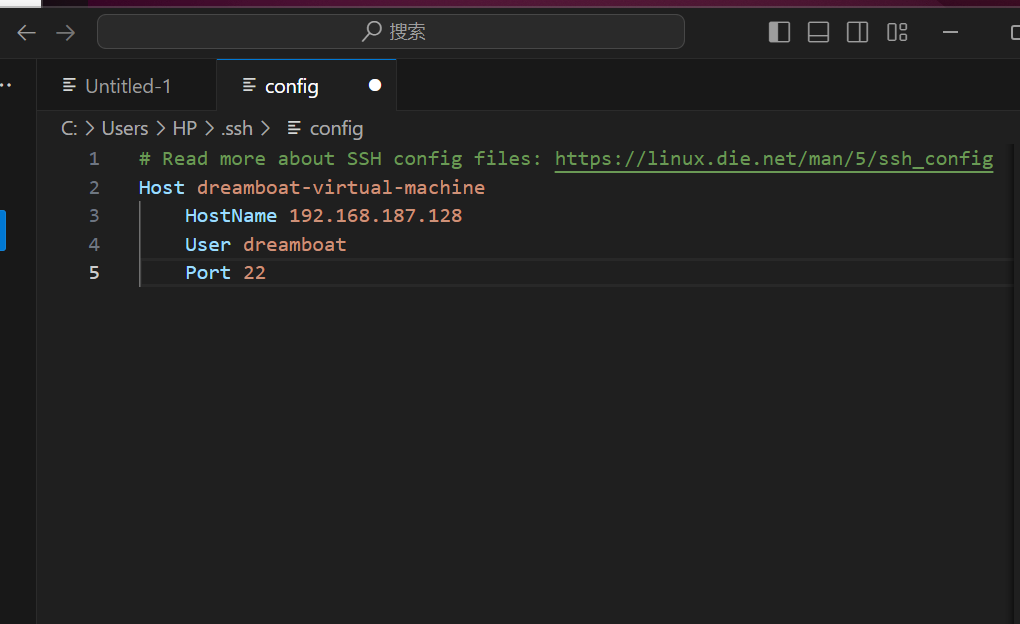 搜索
Untitled-1
config
C: > Users > HP > .ssh > config
1 # Read more about SSH config files: https://linux.die.net/man/5/ssh_config
2 Host dreamboat-virtual-machine
3 HostName 192.168.187.128
4 User dreamboat
5 Port 22